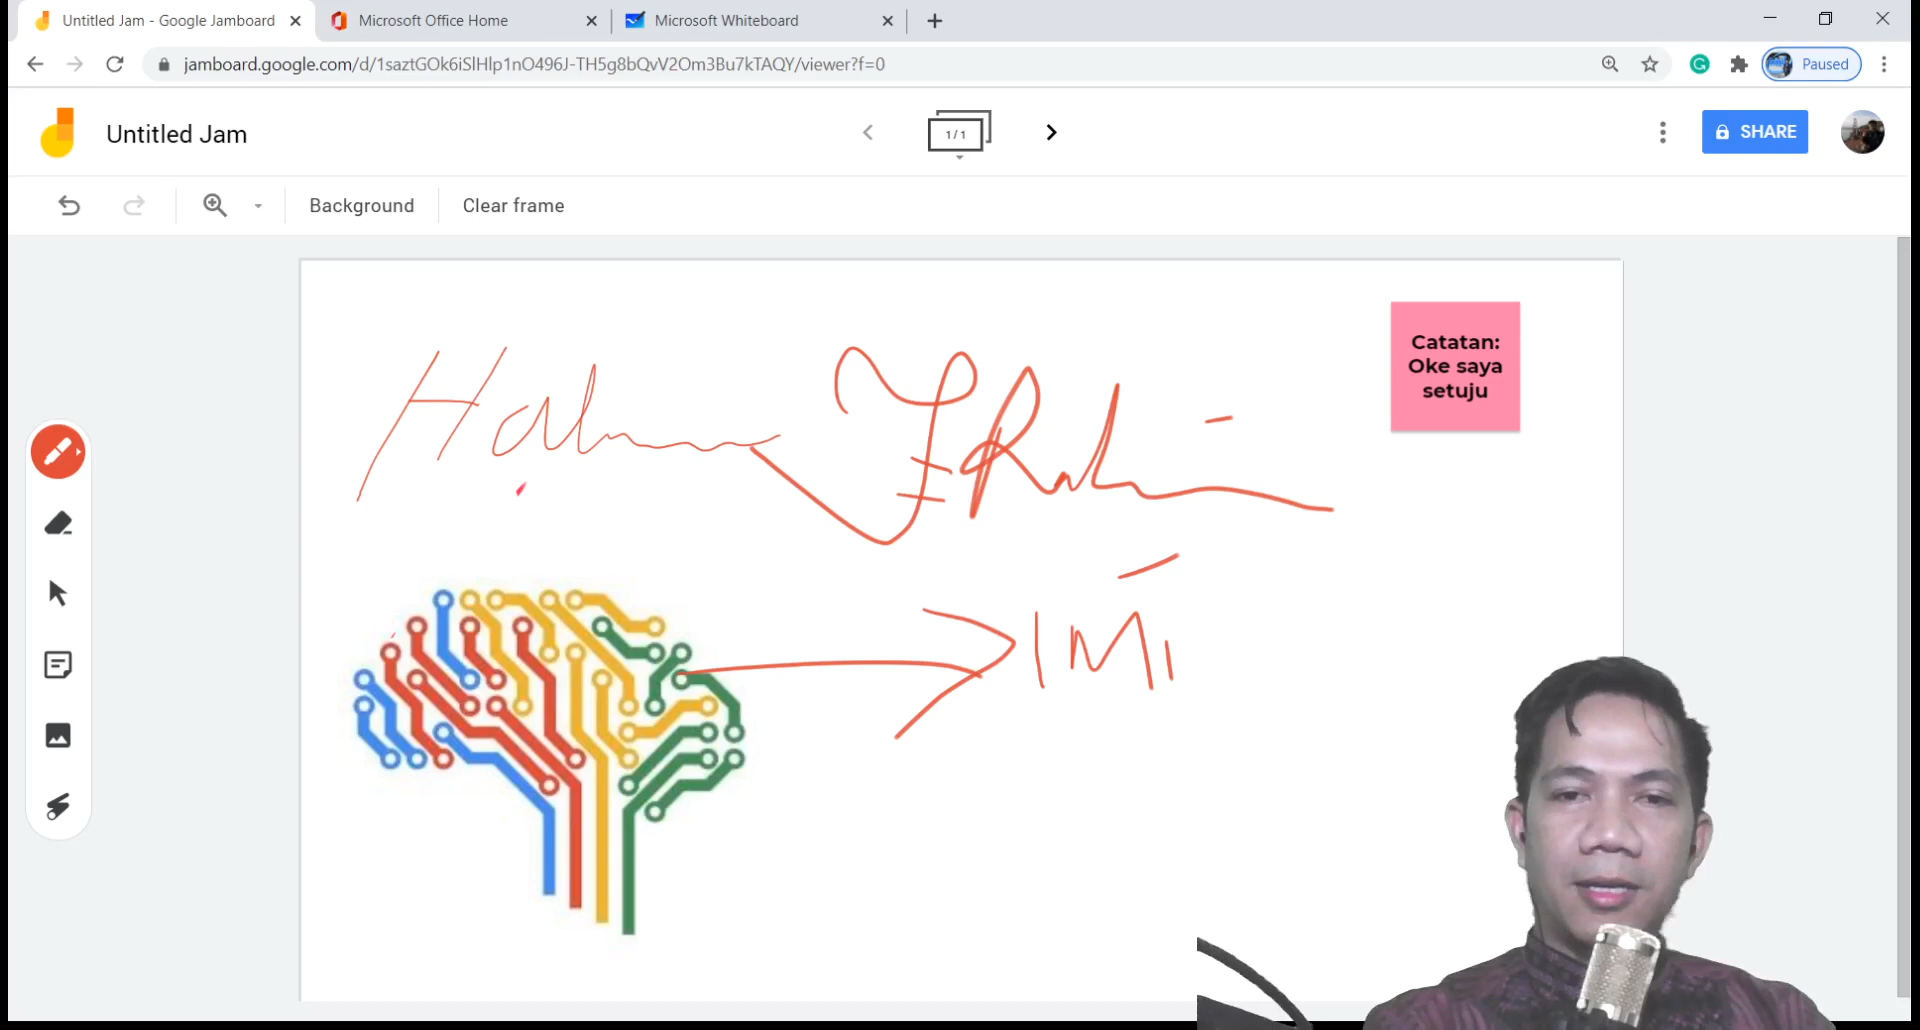 Untitled Jam - Google Jamboard
Microsoft Office Home
Microsoft Whiteboard
jamboard.google.com/d/1saztGOk6iSlHlp1nO496J-TH5g8bQvV2Om3Bu7kTAQY/viewer?f=0
Paused
Untitled Jam
1/1
SHARE
Background
Clear frame
Catatan:
Oke saya
setuju